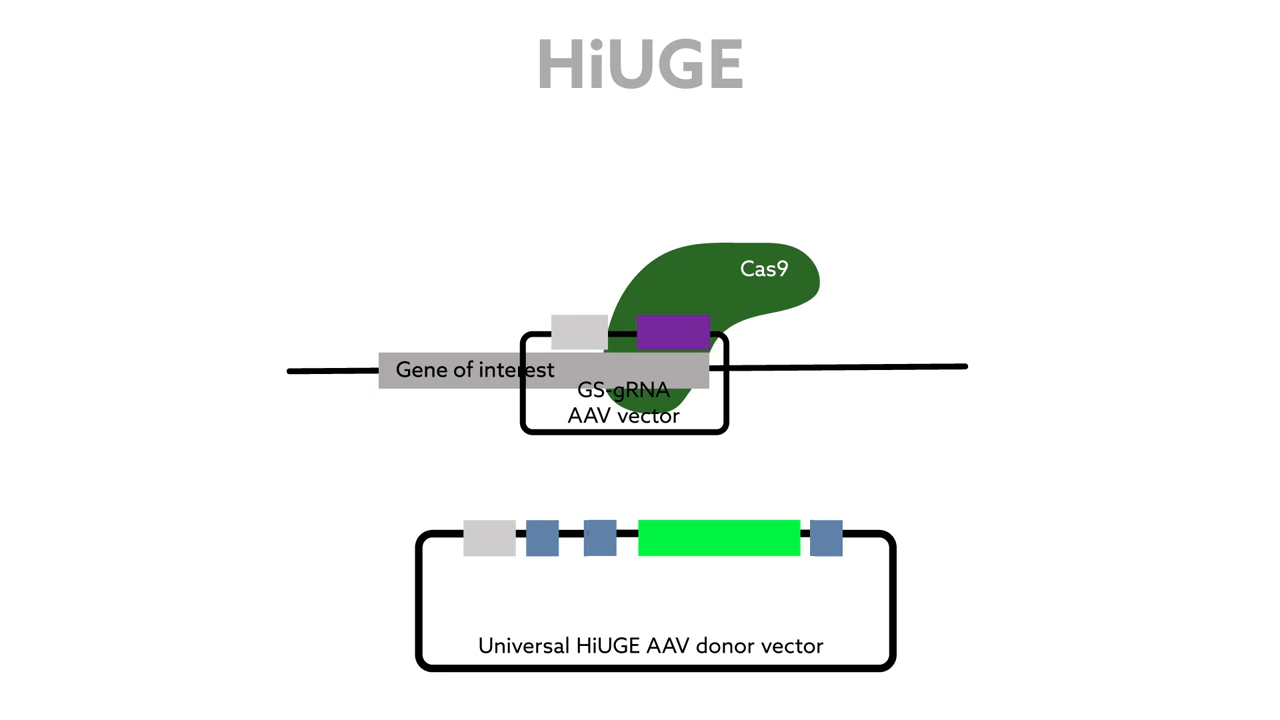 HiUGE
Cas9
Gene of interest
GS-gRNA
AAV vector
Universal HiUGE AAV donor vector